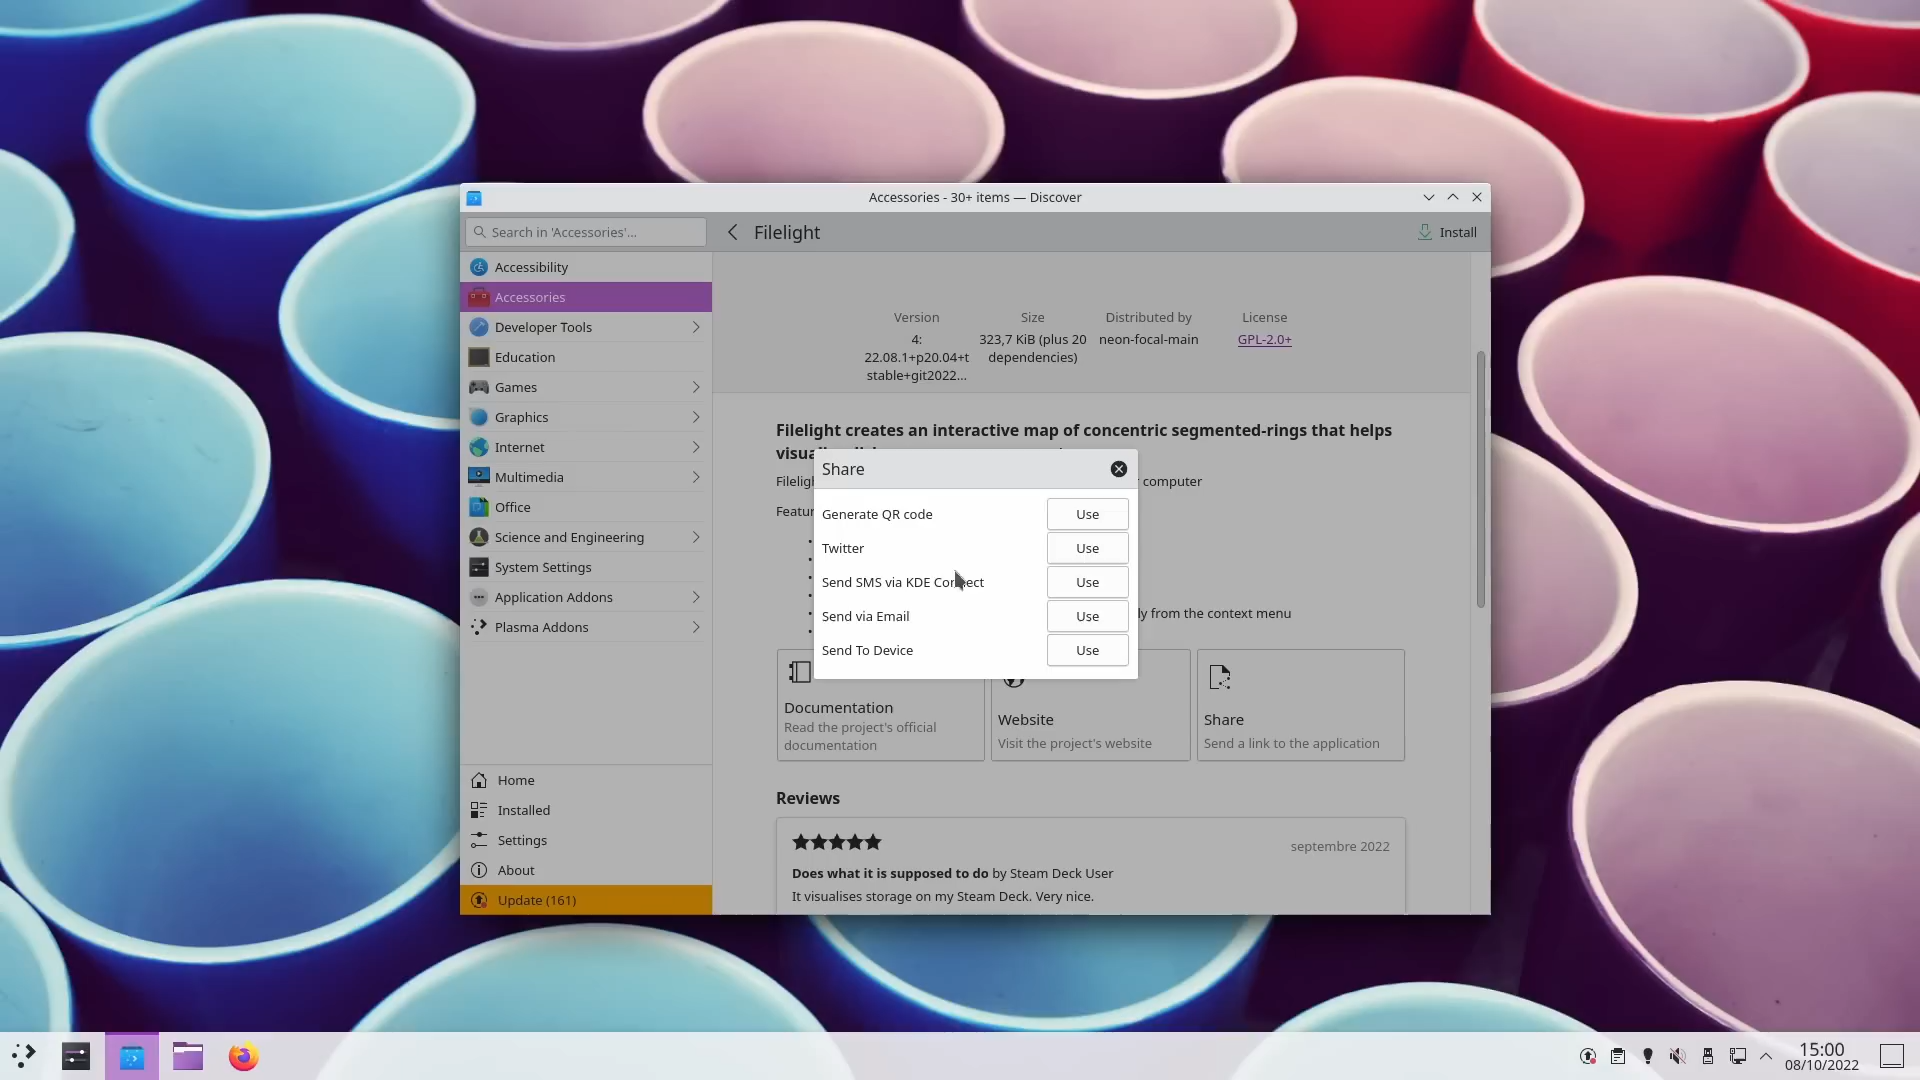 Accessories - 30+ items — Discover
Search in 'Accessories'...
Filelight
Install
Accessibility
Accessories
Developer Tools
Education
Games
Graphics
Internet
Multimedia
Office
Science and Engineering
System Settings
Application Addons
Plasma Addons
Home
Installed
Settings
About
Update (161)
Version
4:
22.08.1+p20.04+t
stable+git2022...
Size
323,7 KiB (plus 20
dependencies)
Distributed by
neon-focal-main
License
GPL-2.0+
Filelight creates an interactive map of concentric segmented-rings that helps
computer
Share
Generate QR code
Use
Twitter
Use
Send SMS via KDE Connect
Use
Send via Email
Use
Send To Device
Use
from the context menu
Documentation
Read the project's official
documentation
Website
Visit the project's website
Share
Send a link to the application
Reviews
septembre 2022
Does what it is supposed to do by Steam Deck User
It visualises storage on my Steam Deck. Very nice.
15:00
08/10/2022